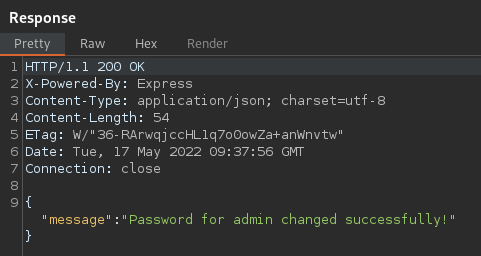 Response
Pretty Raw Hex Render
1 HTTP/1.1 200 OK
2 X-Powered-By: Express
3 Content-Type: application/json; charset=utf-8
4 Content-Length: 54
5 ETag: W/"36-RArwqjccHL1q7oOowZa+anWnvtw"
6 Date: Tue, 17 May 2022 09:37:56 GMT
7 Connection: close
8
9 {
"message":"Password for admin changed successfully!"
}